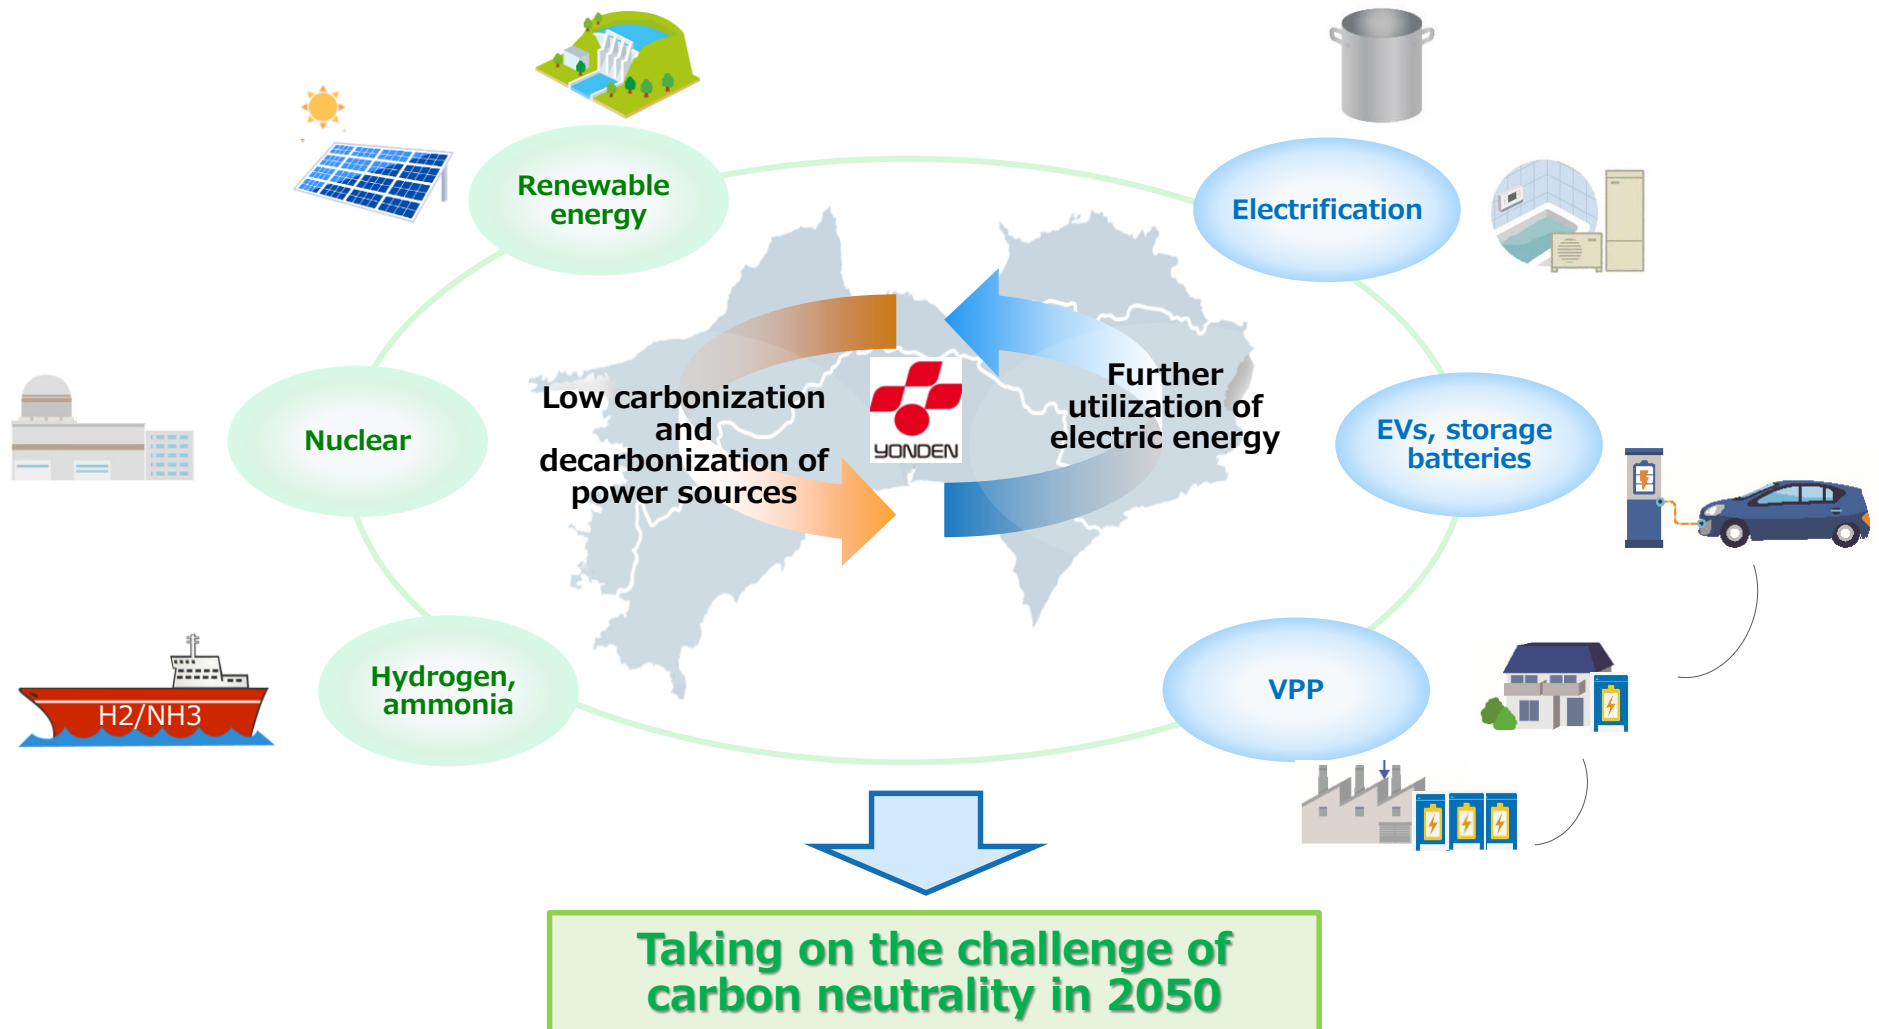 Renewable
energy
Electrification
Nuclear
Low carbonization
and
decarbonization of
power sources
YONDEN
Further
utilization of
electric energy
EVs, storage
batteries
Hydrogen,
ammonia
H2/NH3
VPP
Taking on the challenge of
carbon neutrality in 2050